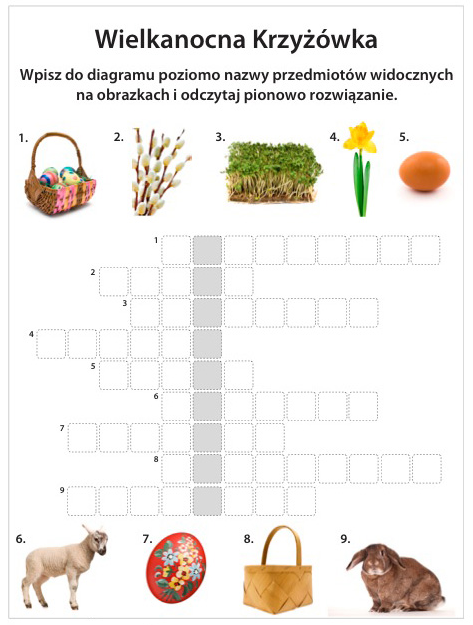 Wielkanocna Krzyżówka
Wpisz do diagramu poziomo nazwy przedmiotów widocznych
na obrazkach i odczytaj pionowo rozwiązanie.
1. 2. 3. 4. 5.
1
2
3
4
5
6
7
8
9
6. 7. 8. 9.